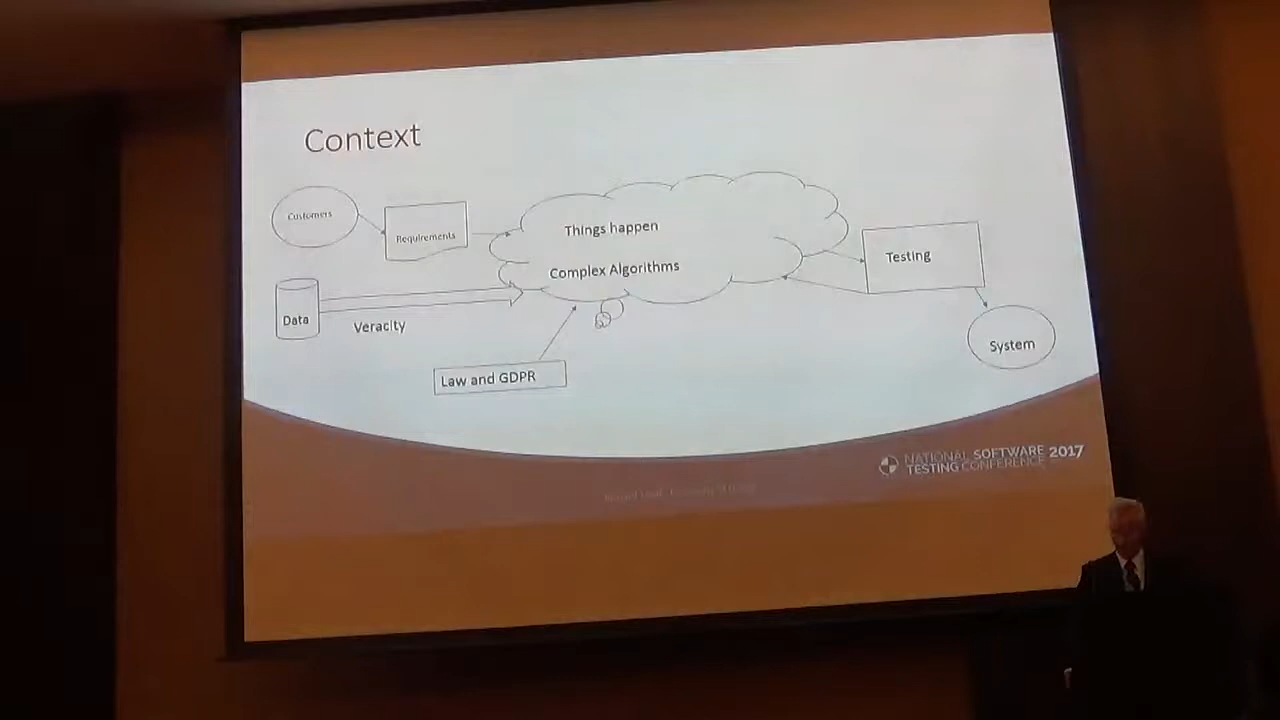 Context
Customers
Requirements
Things happen
Complex Algorithms
Testing
Data
Veracity
System
Law and GDPR
NATIONAL SOFTWARE 2017
TESTING CONFERENCE